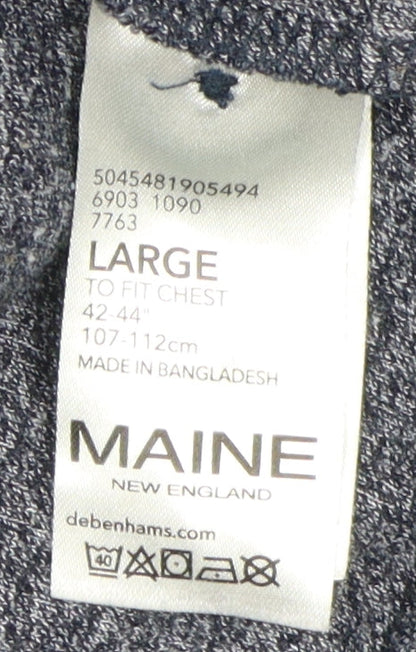 5045481905494
6903 1090
7763
LARGE
TO FIT CHEST
42-44"
107-112cm
MADE IN BANGLADESH
MAINE
NEW ENGLAND
debenhams.com
40